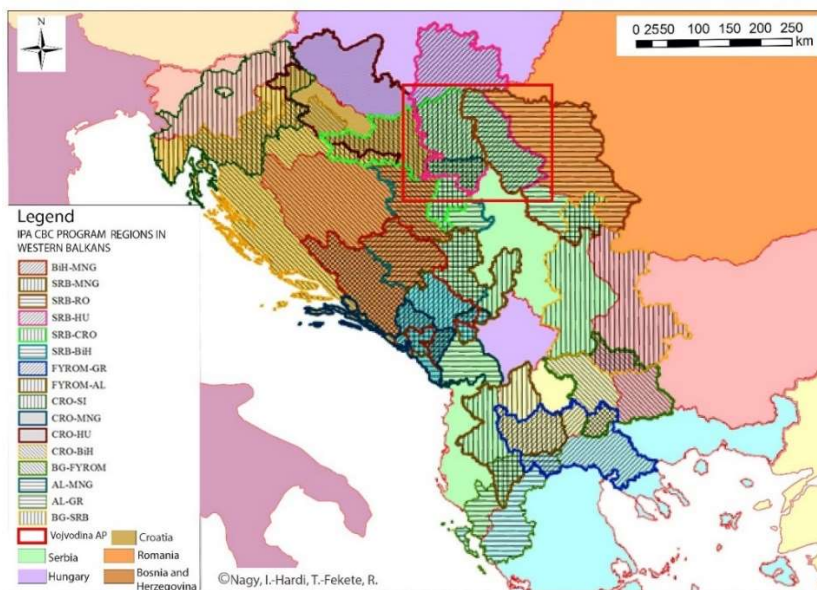 N
0 2550 100 150 200 250
km
Legend
IPA CBC PROGRAM REGIONS IN
WESTERN BALKANS
BiH-MNG
SRB-MNG
SRB-RO
SRB-HU
SRB-CRO
SRB-BiH
FYROM-GR
FYROM-AL
CRO-SI
CRO-MNG
CRO-HU
CRO-BiH
BG-FYROM
AL-MNG
AL-GR
BG-SRB
Vojvodina AP
Croatia
Serbia
Romania
Hungary
Bosnia and
Herzegovina
©Nagy, I.-Hardi, T.-Fekete, R.